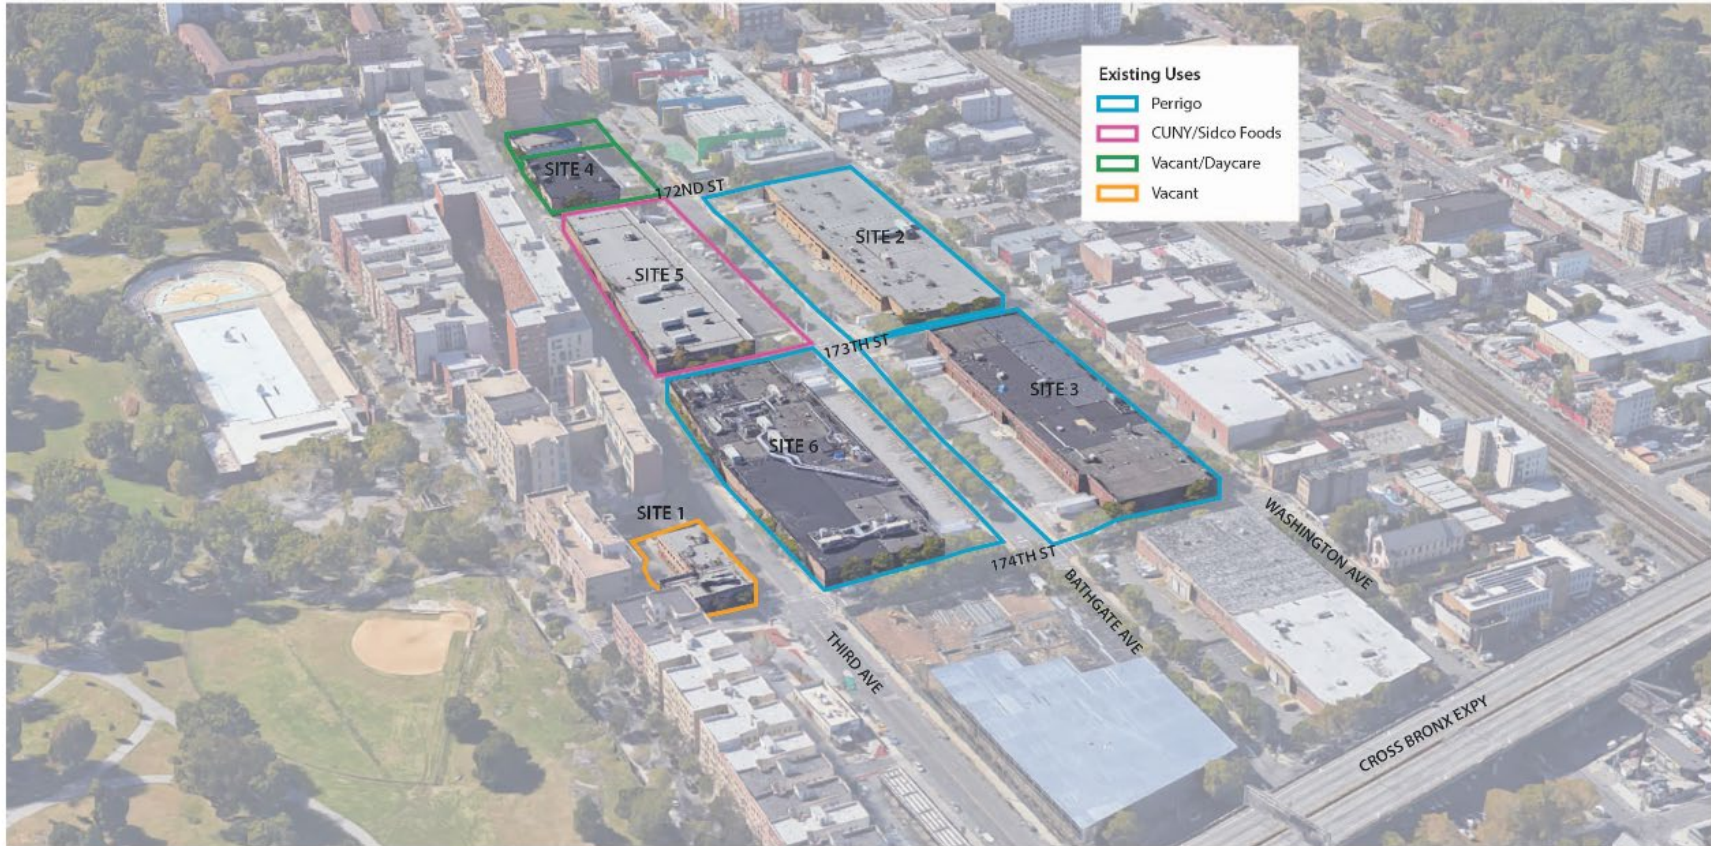 Existing Uses
Perrigo
CUNY/Sidco Foods
Vacant/Daycare
Vacant
SITE 4
172ND ST
SITE 2
SITE 5
173TH ST
SITE 3
SITE 6
SITE 1
WASHINGTON AVE
174TH ST
BATHGATE AVE
THIRD AVE
CROSS BRONX EXPY